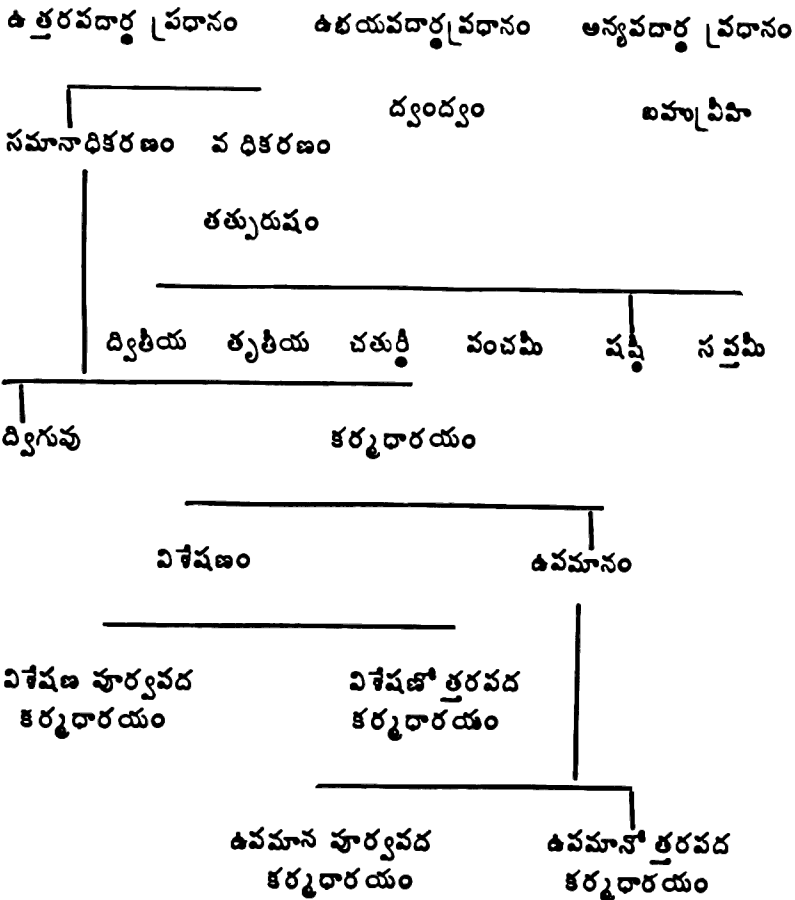 ఉత్తరపదార్థ ప్రధానం ఉభయపదార్థప్రధానం అన్యపదార్థ ప్రధానం
ద్వంద్వం బహువ్రీహి
సమానాధికరణం వ ధికరణం
తత్పురుషం
ద్వితీయ తృతీయ చతుర్థీ పంచమీ షష్ఠీ సప్తమీ
ద్విగువు కర్మధారయం
విశేషణం ఉపమానం
విశేషణ పూర్వపద విశేషణోత్తరపద
కర్మధారయం కర్మధారయం
ఉపమాన పూర్వపద ఉపమానోత్తరపద
కర్మధారయం కర్మధారయం